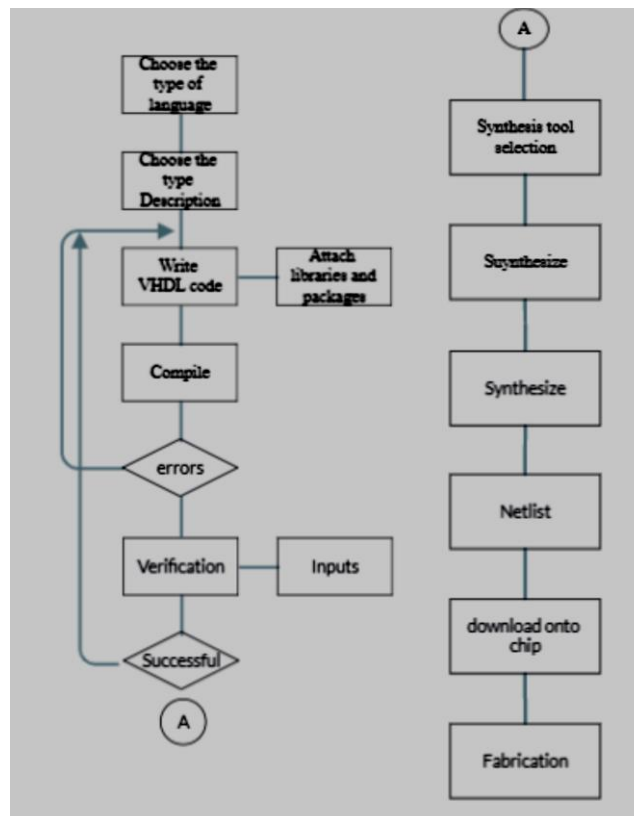 Choose the
type of
language
Choose the
type
Description
Write
VHDL code
Attach
libraries and
packages
Compile
errors
Verification
Inputs
Successful
A
A
Synthesis tool
selection
Suynthesize
Synthesize
Netlist
download onto
chip
Fabrication